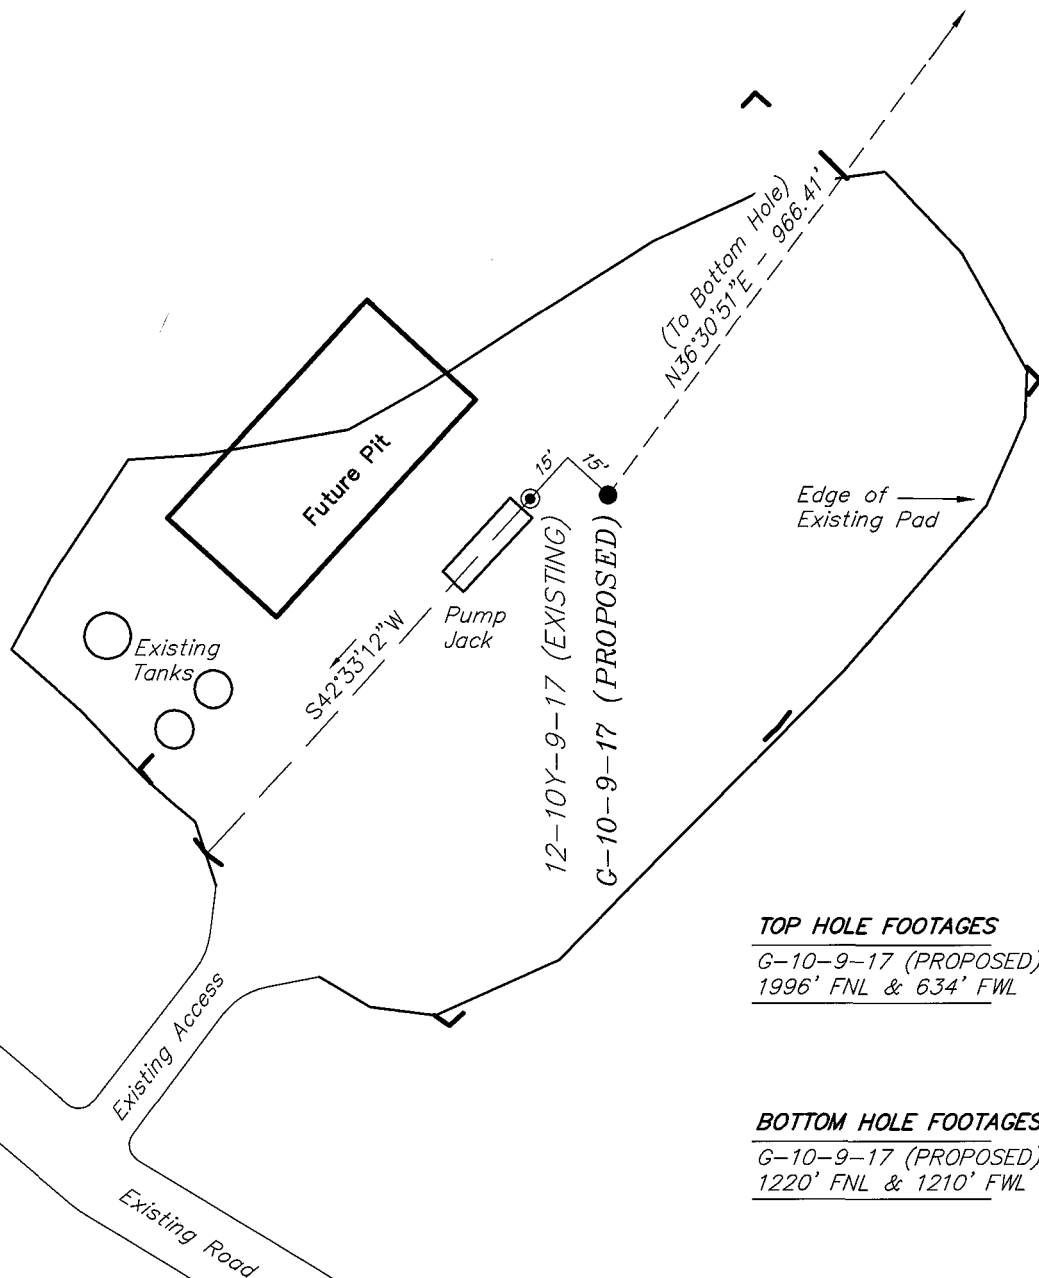 (To Bottom Hole)
N36°30'51"E - 966.41'
Future Pit
15'
15'
Edge of
Existing Pad
12-10Y-9-17 (EXISTING)
G-10-9-17 (PROPOSED)
Pump
Jack
Existing
Tanks
S42°33'12"W
TOP HOLE FOOTAGES
G-10-9-17 (PROPOSED)
1996' FNL & 634' FWL
Existing Access
BOTTOM HOLE FOOTAGES
G-10-9-17 (PROPOSED)
1220' FNL & 1210' FWL
Existing Road